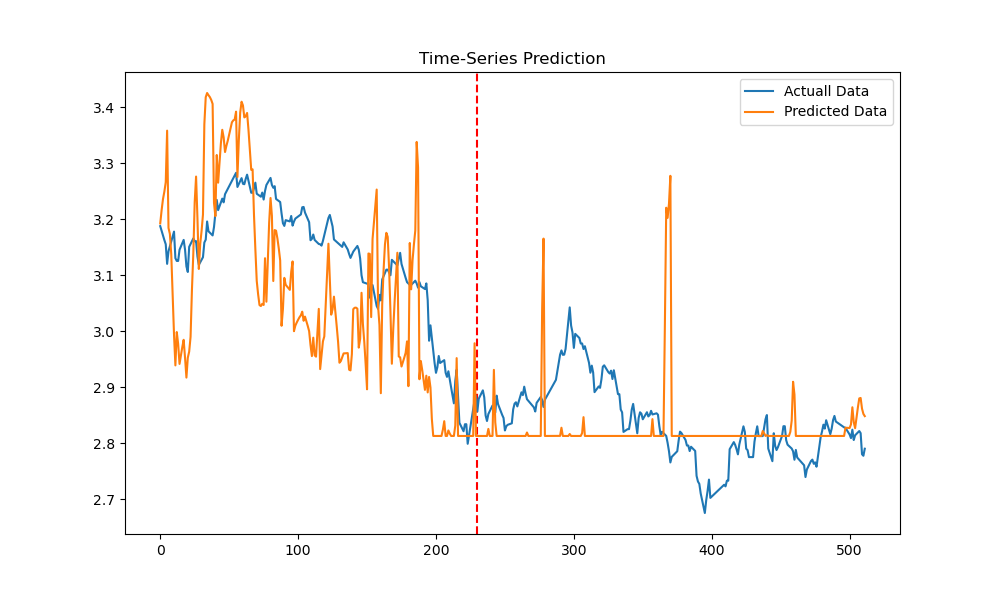 Time-Series Prediction
Actuall Data
Predicted Data
3.4
3.3
3.2
3.1
3.0
2.9
2.8
2.7
0 100 200 300 400 500